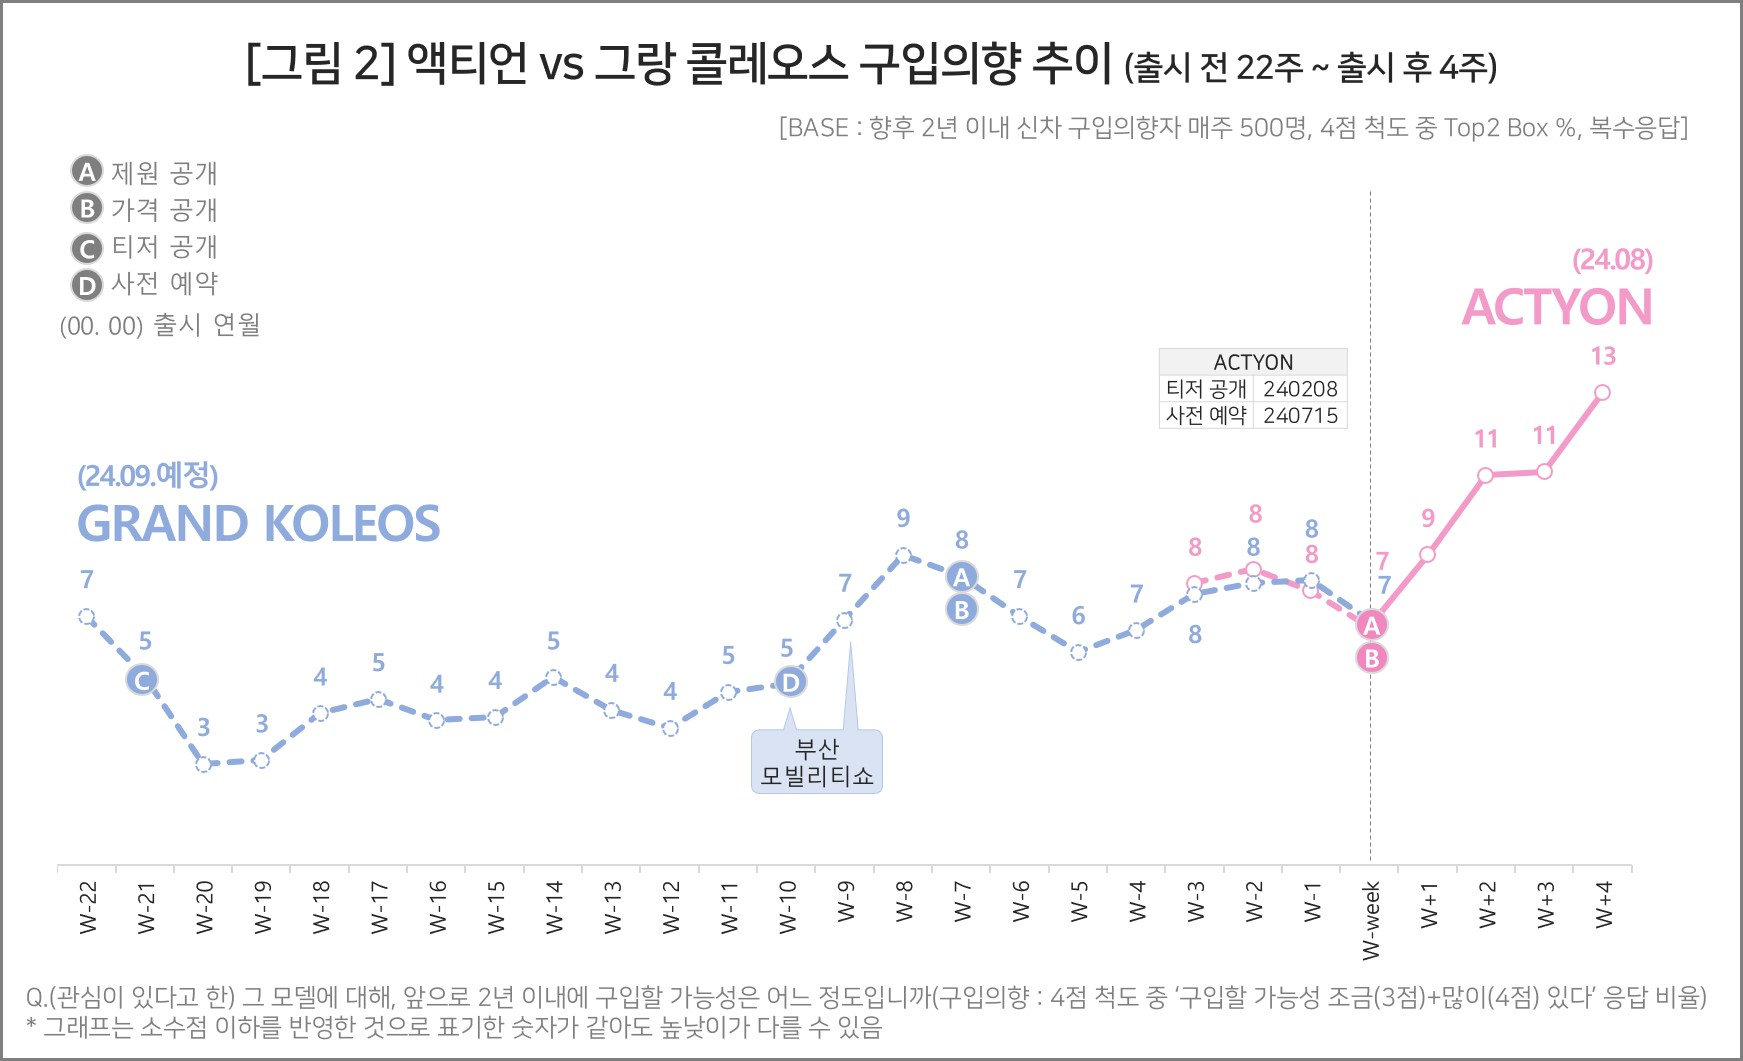 [그림 2] 액티언 vs 그랑 콜레오스 구입의향 추이 (출시 전 22주 ~ 출시 후 4주)
[BASE : 향후 2년 이내 신차 구입의향자 매주 500명, 4점 척도 중 Top2 Box %, 복수응답]
A 제원 공개
B 가격 공개
C 티저 공개
D 사전 예약
(00. 00) 출시 연월
(24.08)
ACTYON
ACTYON
티저 공개 240208
사전 예약 240715
(24.09.예정)
GRAND KOLEOS
7 5 3 3 4 5 4 4 5 4 4 5 5 7 9 8 7 6 7 8 8 8 7
8 8 8 7 9 11 11 13
C
D
A
B
A
B
부산
모빌리티쇼
W-22 W-21 W-20 W-19 W-18 W-17 W-16 W-15 W-14 W-13 W-12 W-11 W-10 W-9 W-8 W-7 W-6 W-5 W-4 W-3 W-2 W-1 W-week W+1 W+2 W+3 W+4
Q.(관심이 있다고 한) 그 모델에 대해, 앞으로 2년 이내에 구입할 가능성은 어느 정도입니까(구입의향 : 4점 척도 중 ‘구입할 가능성 조금(3점)+많이(4점) 있다’ 응답 비율)
* 그래프는 소수점 이하를 반영한 것으로 표기한 숫자가 같아도 높낮이가 다를 수 있음